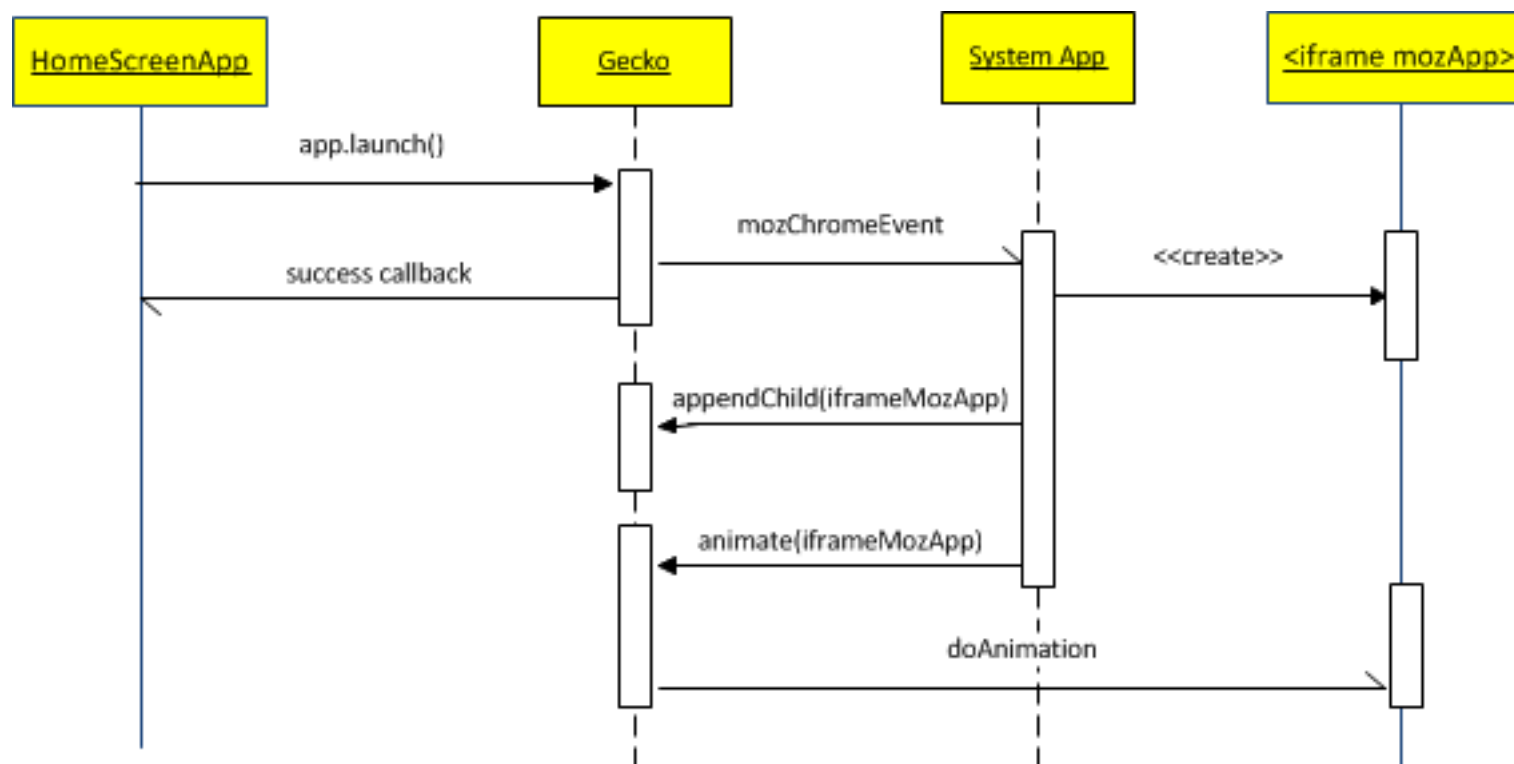 HomeScreenApp
Gecko
System App
<iframe mozApp>
app.launch()
mozChromeEvent
<<create>>
success callback
appendChild(iframeMozApp)
animate(iframeMozApp)
doAnimation